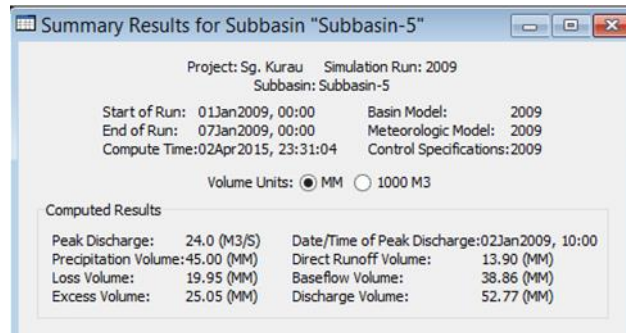 Summary Results for Subbasin "Subbasin-5"
Project: Sg. Kurau Simulation Run: 2009
Subbasin: Subbasin-5
Start of Run: 01Jan2009, 00:00 Basin Model: 2009
End of Run: 07Jan2009, 00:00 Meteorologic Model: 2009
Compute Time:02Apr2015, 23:31:04 Control Specifications:2009
Volume Units: MM 1000 M3
Computed Results
Peak Discharge: 24.0 (M3/S) Date/Time of Peak Discharge:02Jan2009, 10:00
Precipitation Volume:45.00 (MM) Direct Runoff Volume: 13.90 (MM)
Loss Volume: 19.95 (MM) Baseflow Volume: 38.86 (MM)
Excess Volume: 25.05 (MM) Discharge Volume: 52.77 (MM)